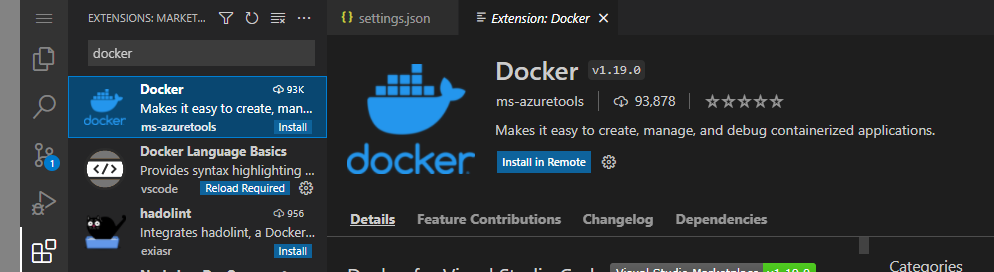 EXTENSIONS: MARKET...
docker
Docker 93K
Makes it easy to create, man...
ms-azuretools Install
Docker Language Basics
Provides syntax highlighting ...
vscode Reload Required
hadolint 956
Integrates hadolint, a Docker...
exiasr Install
1
settings.json
Extension: Docker
docker
docker.
Docker v1.19.0
ms-azuretools 93,878
Makes it easy to create, manage, and debug containerized applications.
Install in Remote
Details Feature Contributions Changelog Dependencies
Visual Studio Marketplace v1.19.0
Categories